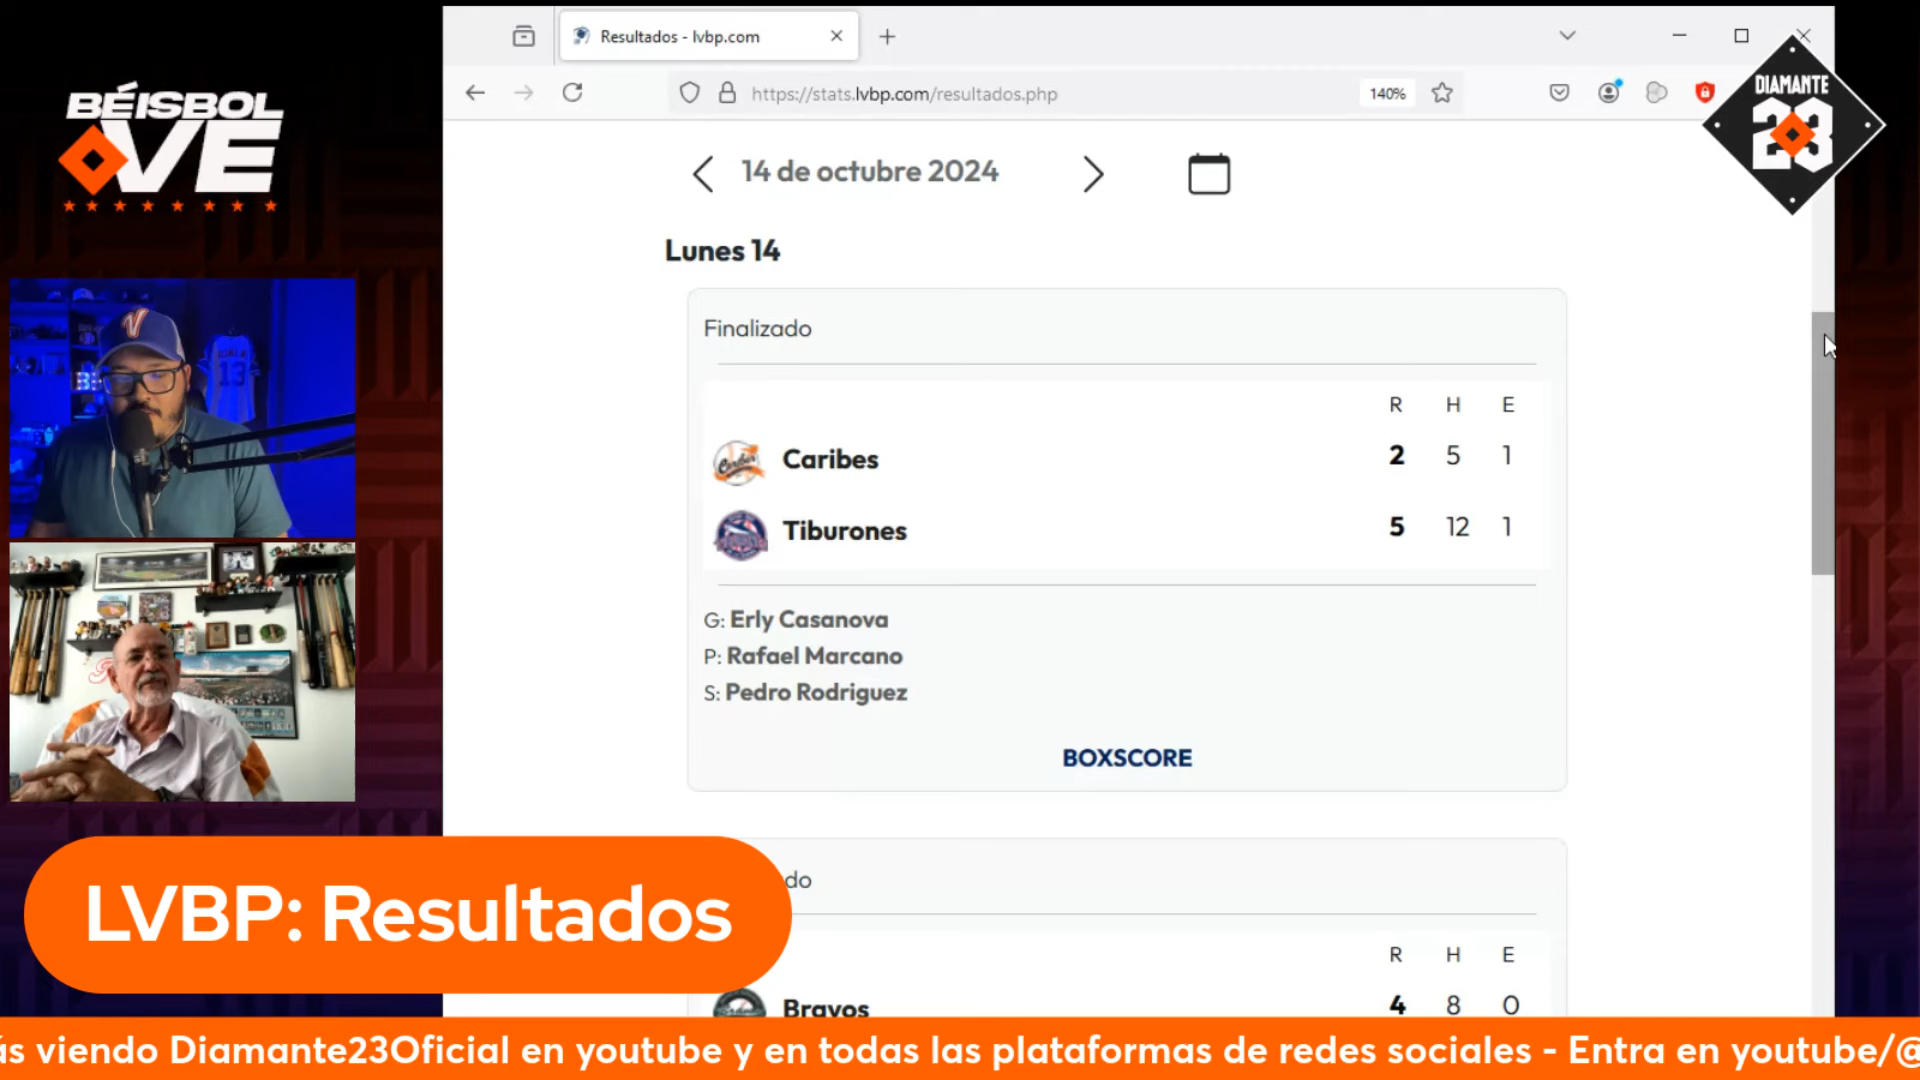 BÉISBOL
VE
Resultados - lvbp.com
https://stats.lvbp.com/resultados.php
140%
DIAMANTE
23
14 de octubre 2024
Lunes 14
Finalizado
R H E
Caribes 2 5 1
Tiburones 5 12 1
G: Erly Casanova
P: Rafael Marcano
S: Pedro Rodriguez
BOXSCORE
do
R H E
Bravos 4 8 0
LVBP: Resultados
ás viendo Diamante23Oficial en youtube y en todas las plataformas de redes sociales - Entra en youtube/@